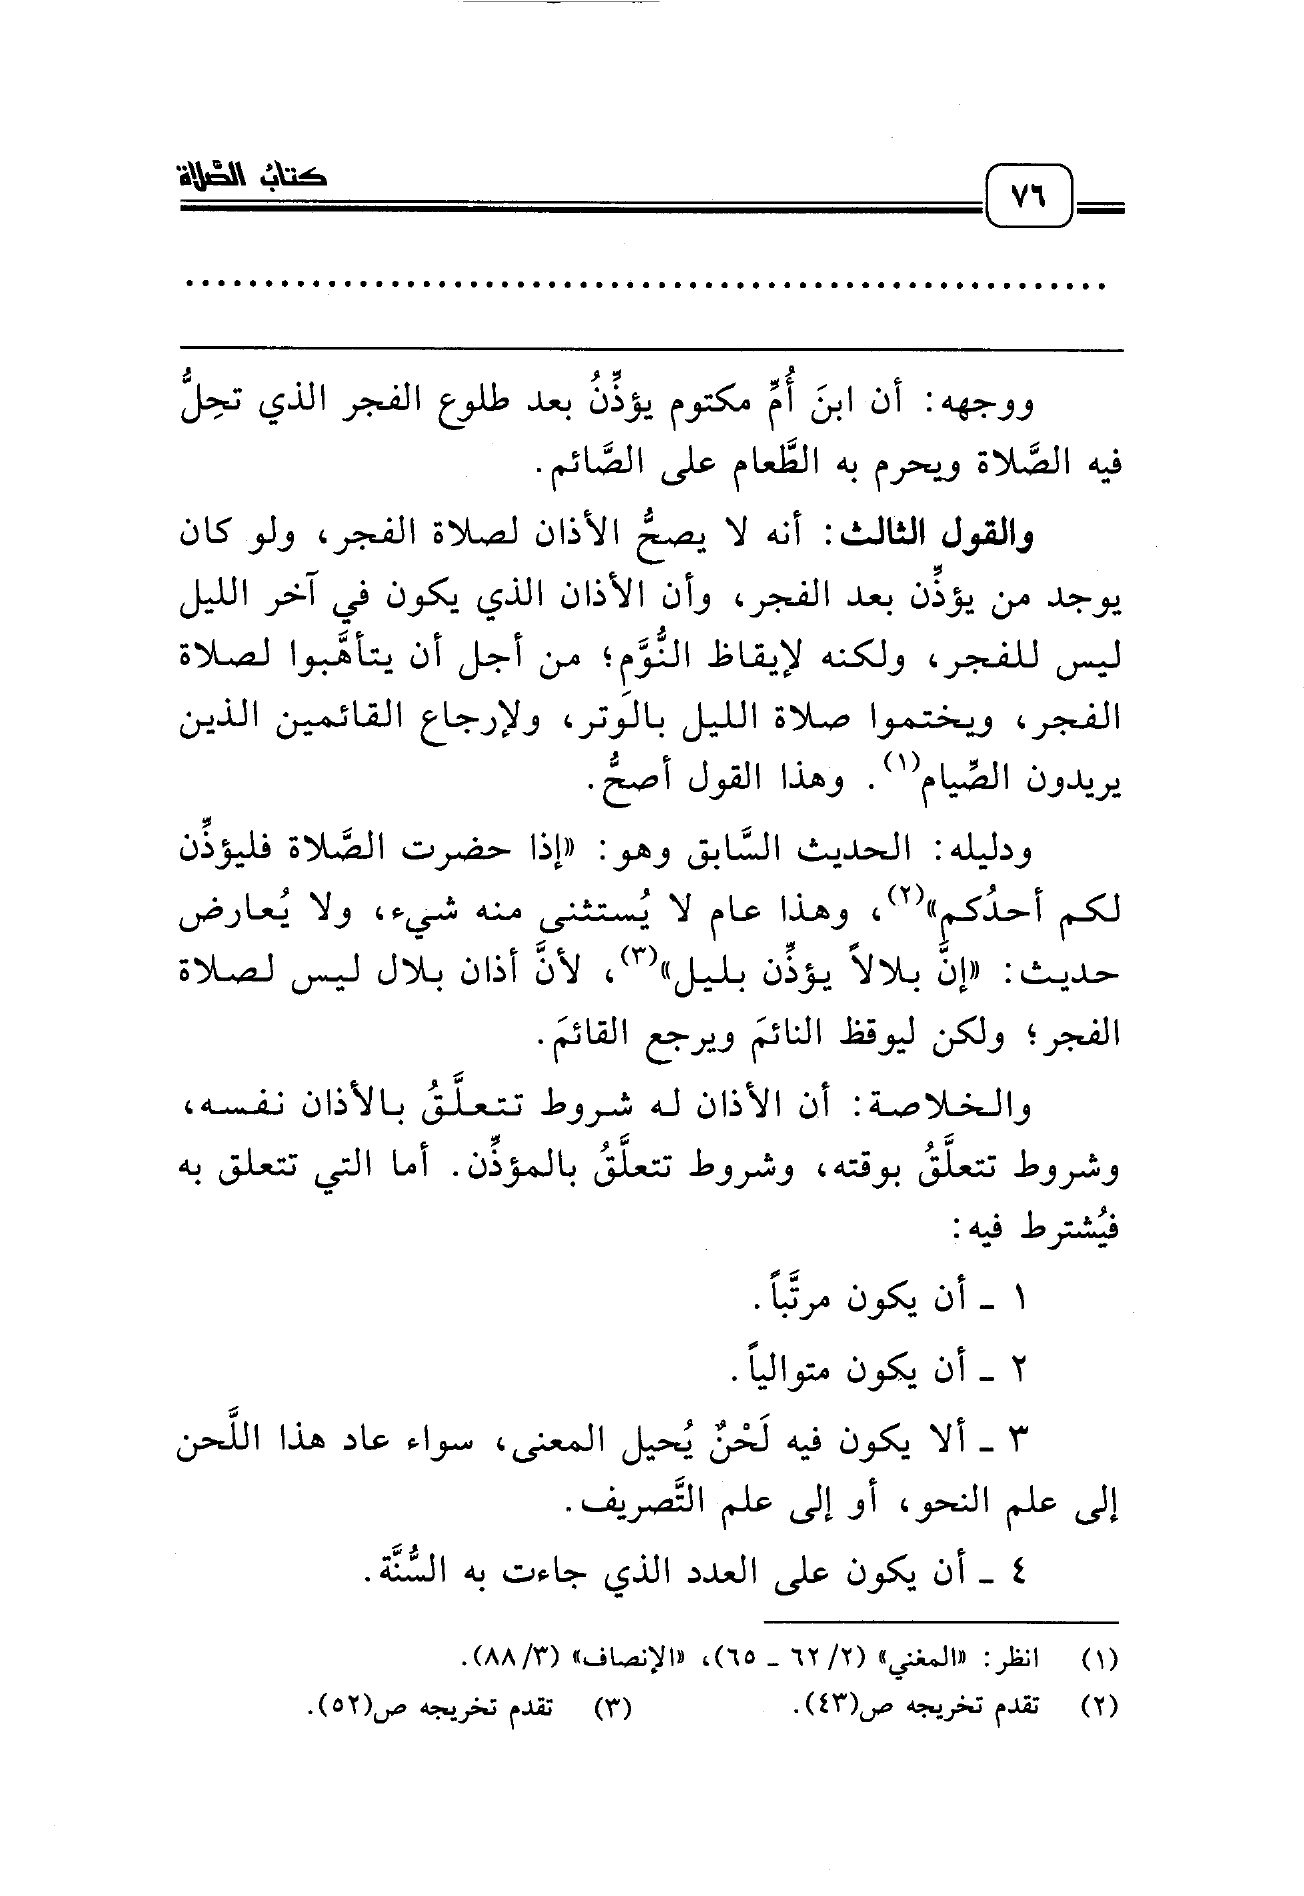 كتابُ الصَّلاة
٧٦
............................................................
ووجهه: أن ابنَ أُمِّ مكتوم يؤذِّنُ بعد طلوع الفجر الذي تحِلُّ
فيه الصَّلاة ويحرم به الطَّعام على الصَّائم.
والقول الثالث: أنه لا يصحُّ الأذان لصلاة الفجر، ولو كان
يوجد من يؤذِّن بعد الفجر، وأن الأذان الذي يكون في آخر الليل
ليس للفجر، ولكنه لإيقاظ النُّوَّم؛ من أجل أن يتأهَّبوا لصلاة
الفجر، ويختموا صلاة الليل بالوَتر، ولإرجاع القائمين الذين
يريدون الصِّيام(١). وهذا القول أصحُّ.
ودليله: الحديث السَّابق وهو: «إذا حضرت الصَّلاة فليؤذِّن
لكم أحدُكم»(٢)، وهذا عام لا يُستثنى منه شيء، ولا يُعارض
حديث: «إنَّ بلالاً يؤذِّن بليل»(٣)، لأنَّ أذان بلال ليس لصلاة
الفجر؛ ولكن ليوقظ النائمَ ويرجع القائمَ.
والخلاصة: أن الأذان له شروط تتعلَّقُ بالأذان نفسه،
وشروط تتعلَّقُ بوقته، وشروط تتعلَّقُ بالمؤذِّن. أما التي تتعلق به
فيُشترط فيه:
١ ـ أن يكون مرتَّباً.
٢ ـ أن يكون متوالياً.
٣ ـ ألا يكون فيه لَحْنٌ يُحيل المعنى، سواء عاد هذا اللَّحن
إلى علم النحو، أو إلى علم التَّصريف.
٤ ـ أن يكون على العدد الذي جاءت به السُّنَّة.
(١) انظر: «المغني» (٢/ ٦٢ ـ ٦٥)، «الإنصاف» (٣/ ٨٨).
(٢) تقدم تخريجه ص(٤٣). (٣) تقدم تخريجه ص(٥٢).